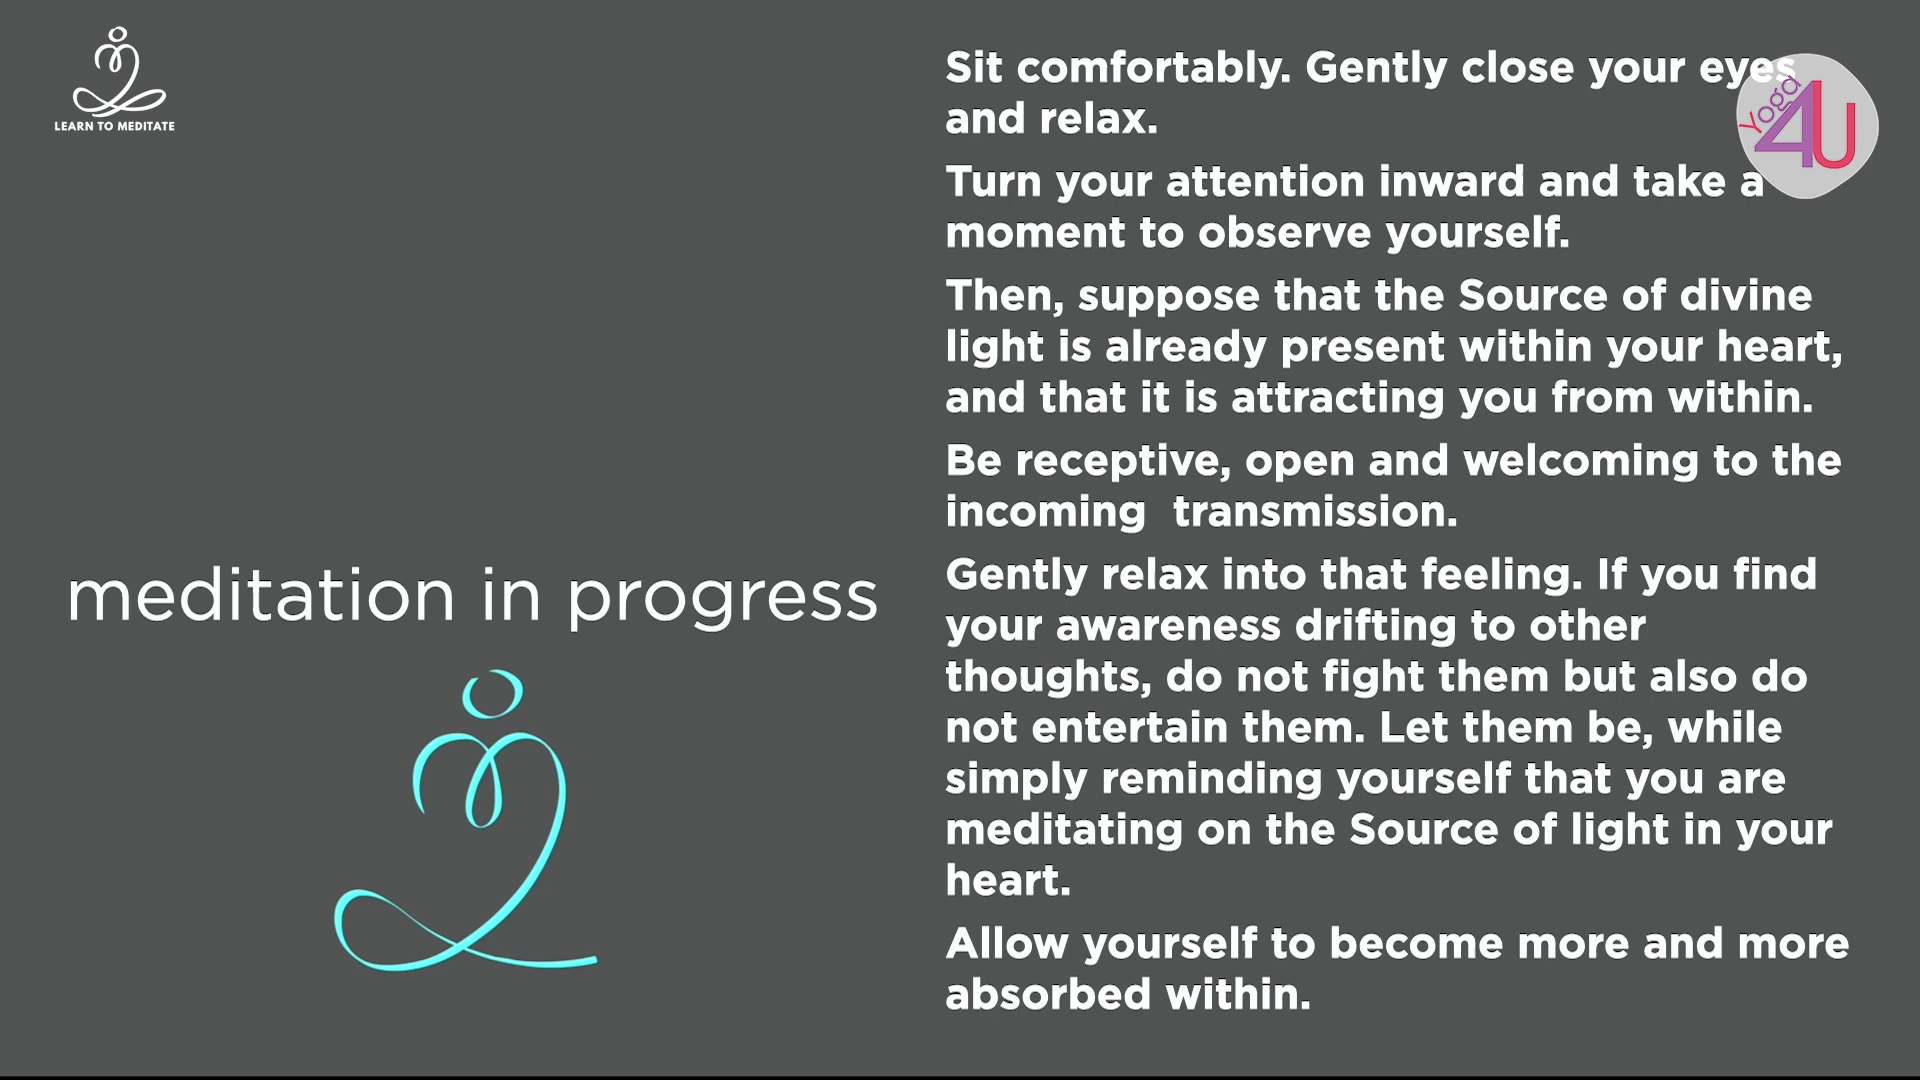 LEARN TO MEDITATE
meditation in progress
Sit comfortably. Gently close your eyes
and relax.
Turn your attention inward and take a
moment to observe yourself.
Then, suppose that the Source of divine
light is already present within your heart,
and that it is attracting you from within.
Be receptive, open and welcoming to the
incoming  transmission.
Gently relax into that feeling. If you find
your awareness drifting to other
thoughts, do not fight them but also do
not entertain them. Let them be, while
simply reminding yourself that you are
meditating on the Source of light in your
heart.
Allow yourself to become more and more
absorbed within.
Yoga
4U